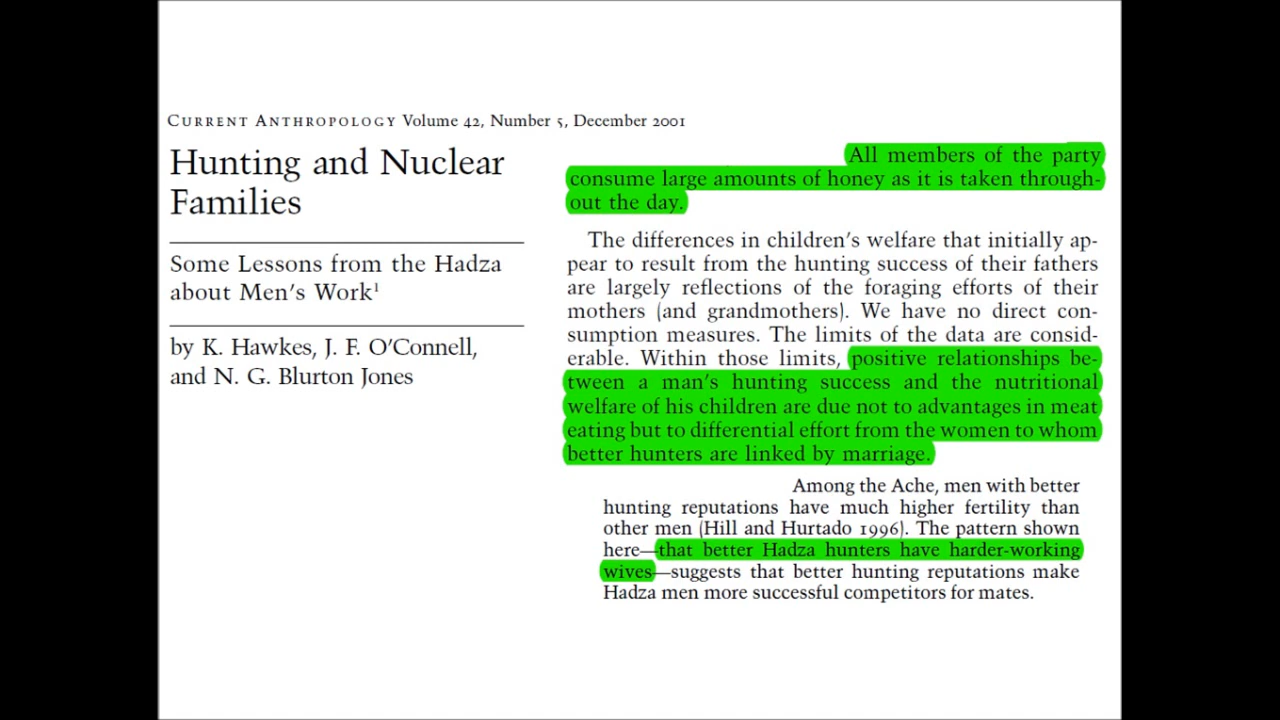 CURRENT ANTHROPOLOGY Volume 42, Number 5, December 2001
Hunting and Nuclear
Families
Some Lessons from the Hadza
about Men's Work¹
by K. Hawkes, J. F. O'Connell,
and N. G. Blurton Jones
All members of the party
consume large amounts of honey as it is taken through-
out the day.
The differences in children's welfare that initially ap-
pear to result from the hunting success of their fathers
are largely reflections of the foraging efforts of their
mothers (and grandmothers). We have no direct con-
sumption measures. The limits of the data are consid-
erable. Within those limits, positive relationships be-
tween a man's hunting success and the nutritional
welfare of his children are due not to advantages in meat
eating but to differential effort from the women to whom
better hunters are linked by marriage.
Among the Ache, men with better
hunting reputations have much higher fertility than
other men (Hill and Hurtado 1996). The pattern shown
here—that better Hadza hunters have harder-working
wives—suggests that better hunting reputations make
Hadza men more successful competitors for mates.